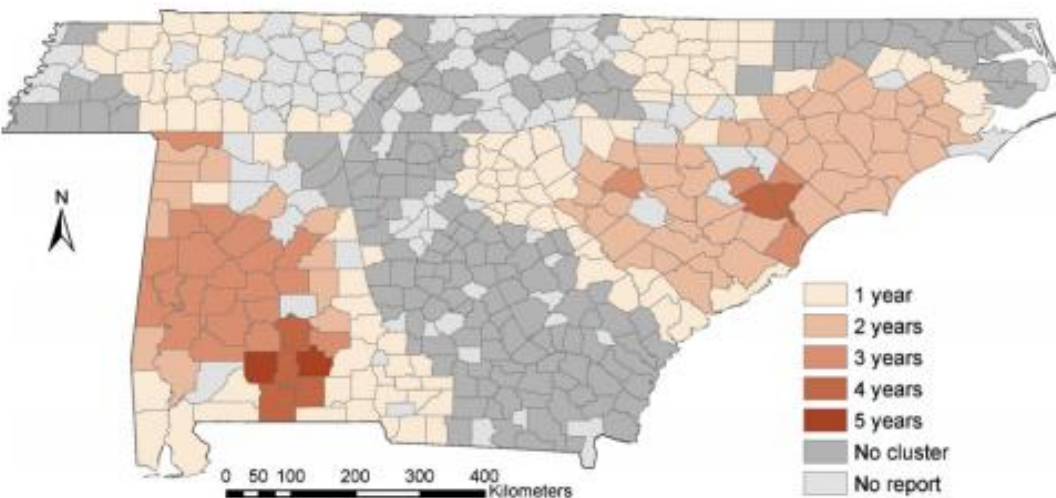 N
1 year
2 years
3 years
4 years
5 years
No cluster
No report
0 50 100 200 300 400
Kilometers